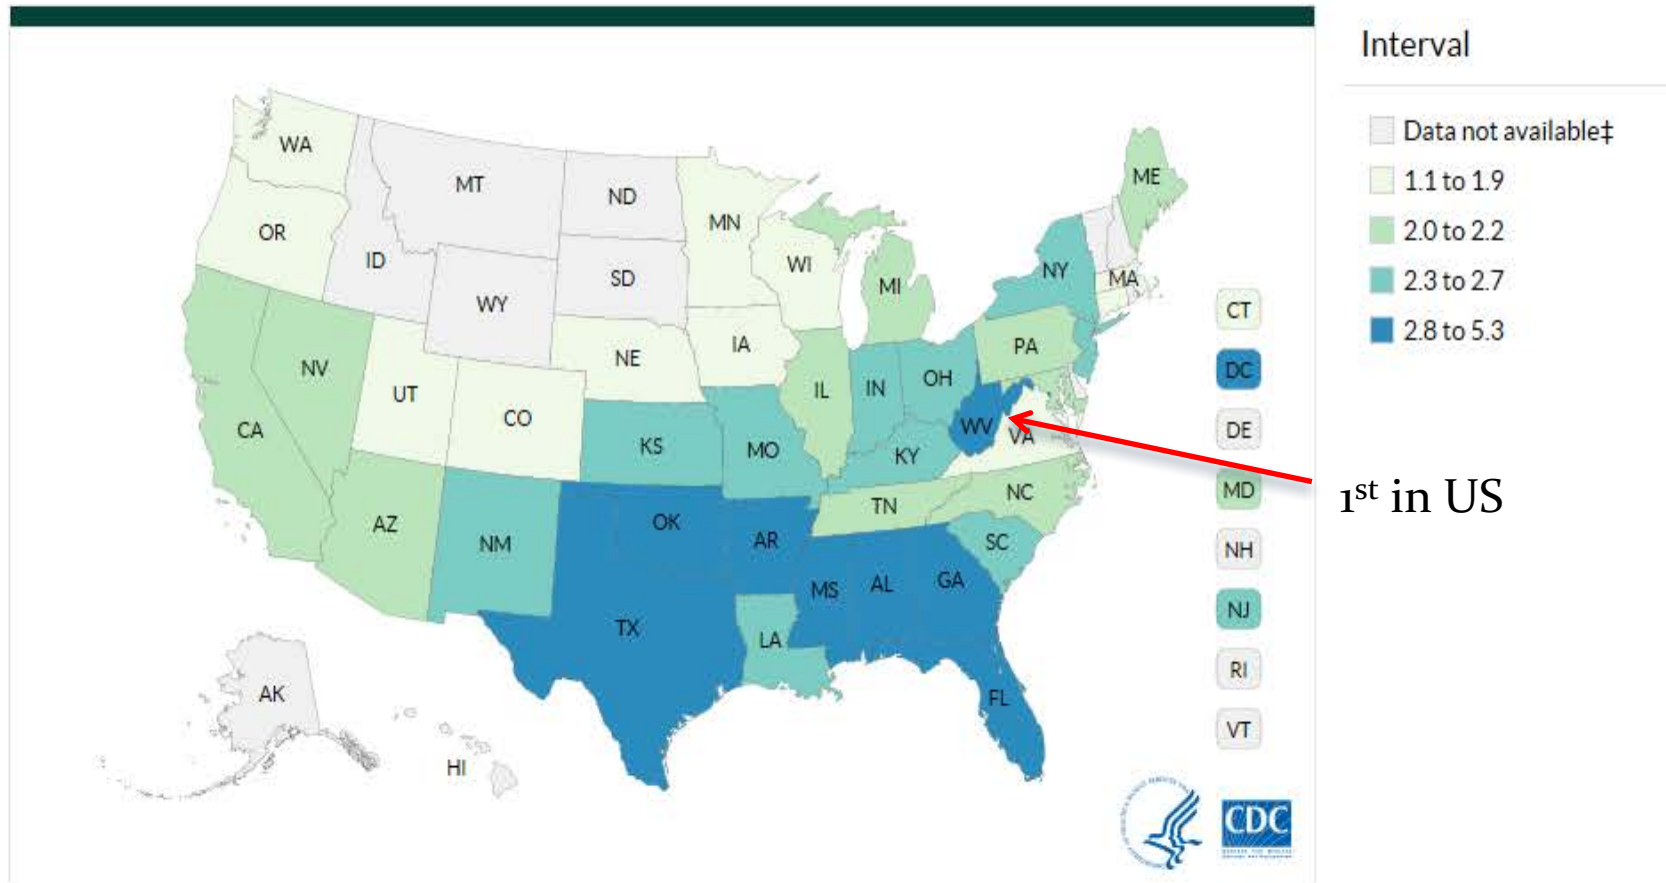 Interval
Data not available‡
1.1 to 1.9
2.0 to 2.2
2.3 to 2.7
2.8 to 5.3
1st in US
WA
MT
ND
MN
ME
OR
ID
SD
WI
MI
NY
MA
WY
NV
UT
CO
NE
IA
IL
IN
OH
PA
CA
KS
MO
KY
WV
VA
AZ
NM
OK
AR
TN
NC
SC
TX
LA
MS
AL
GA
FL
AK
HI
CT
DC
DE
MD
NH
NJ
RI
VT
CDC